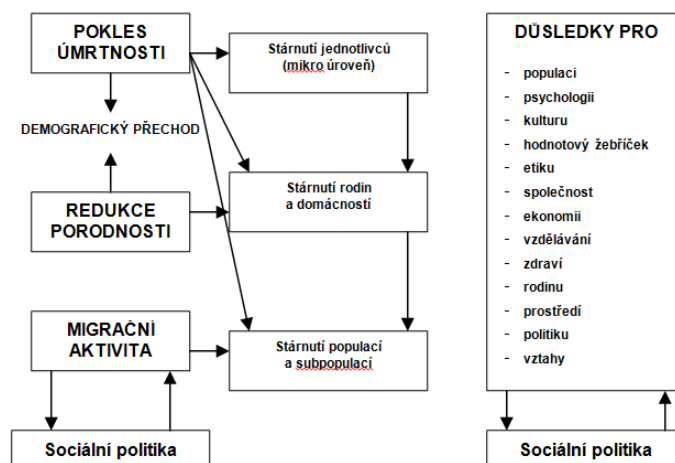 POKLES
ÚMRTNOSTI
DEMOGRAFICKÝ PŘECHOD
REDUKCE
PORODNOSTI
MIGRAČNÍ
AKTIVITA
Sociální politika
Stárnutí jednotlivců
(mikro úroveň)
Stárnutí rodin
a domácností
Stárnutí populací
a subpopulací
DŮSLEDKY PRO
- populaci
- psychologii
- kulturu
- hodnotový žebříček
- etiku
- společnost
- ekonomii
- vzdělávání
- zdraví
- rodinu
- prostředí
- politiku
- vztahy
Sociální politika